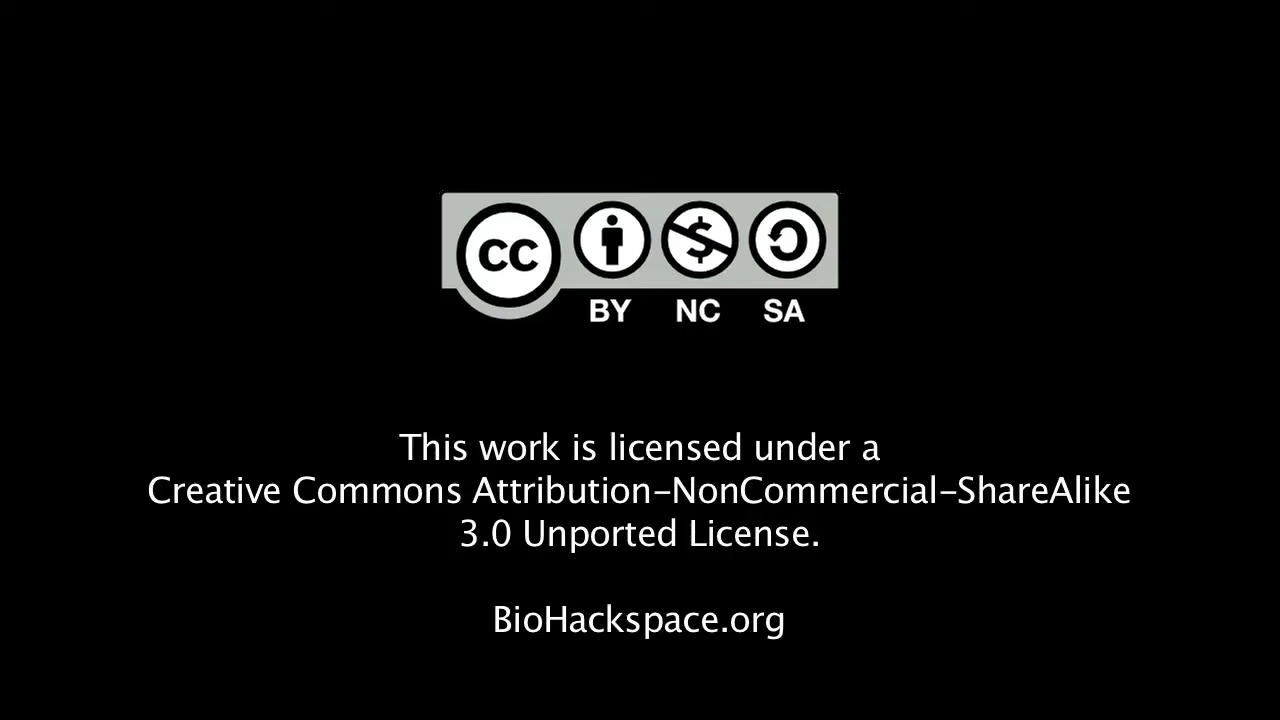 CC
BY NC SA
This work is licensed under a
Creative Commons Attribution-NonCommercial-ShareAlike
3.0 Unported License.
BioHackspace.org